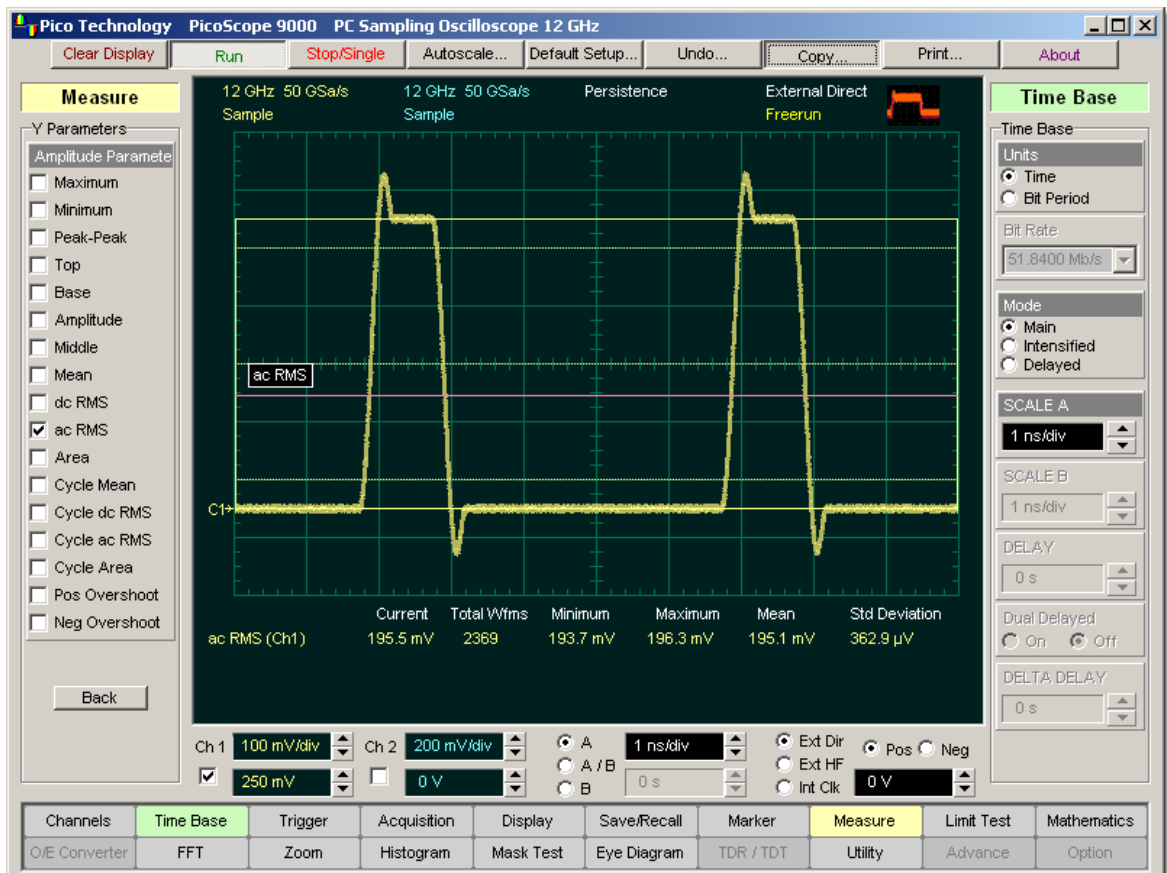 Pico Technology PicoScope 9000 PC Sampling Oscilloscope 12 GHz
Clear Display Run Stop/Single Autoscale... Default Setup... Undo... Copy... Print... About
Measure
Y Parameters
Amplitude Paramete
Maximum
Minimum
Peak-Peak
Top
Base
Amplitude
Middle
Mean
dc RMS
ac RMS
Area
Cycle Mean
Cycle dc RMS
Cycle ac RMS
Cycle Area
Pos Overshoot
Neg Overshoot
Back
12 GHz 50 GSa/s 12 GHz 50 GSa/s Persistence External Direct
Sample Sample Freerun
ac RMS
C1
Current Total Wfms Minimum Maximum Mean Std Deviation
ac RMS (Ch1) 195.5 mV 2369 193.7 mV 196.3 mV 195.1 mV 362.9 µV
Time Base
Time Base
Units
Time
Bit Period
Bit Rate
51.8400 Mb/s
Mode
Main
Intensified
Delayed
SCALE A
1 ns/div
SCALE B
1 ns/div
DELAY
0 s
Dual Delayed
On Off
DELTA DELAY
0 s
Ch 1 100 mV/div Ch 2 200 mV/div A 1 ns/div Ext Dir Pos Neg
A / B Ext HF
250 mV 0 V B 0 s Int Clk 0 V
Channels Time Base Trigger Acquisition Display Save/Recall Marker Measure Limit Test Mathematics
O/E Converter FFT Zoom Histogram Mask Test Eye Diagram TDR / TDT Utility Advance Option